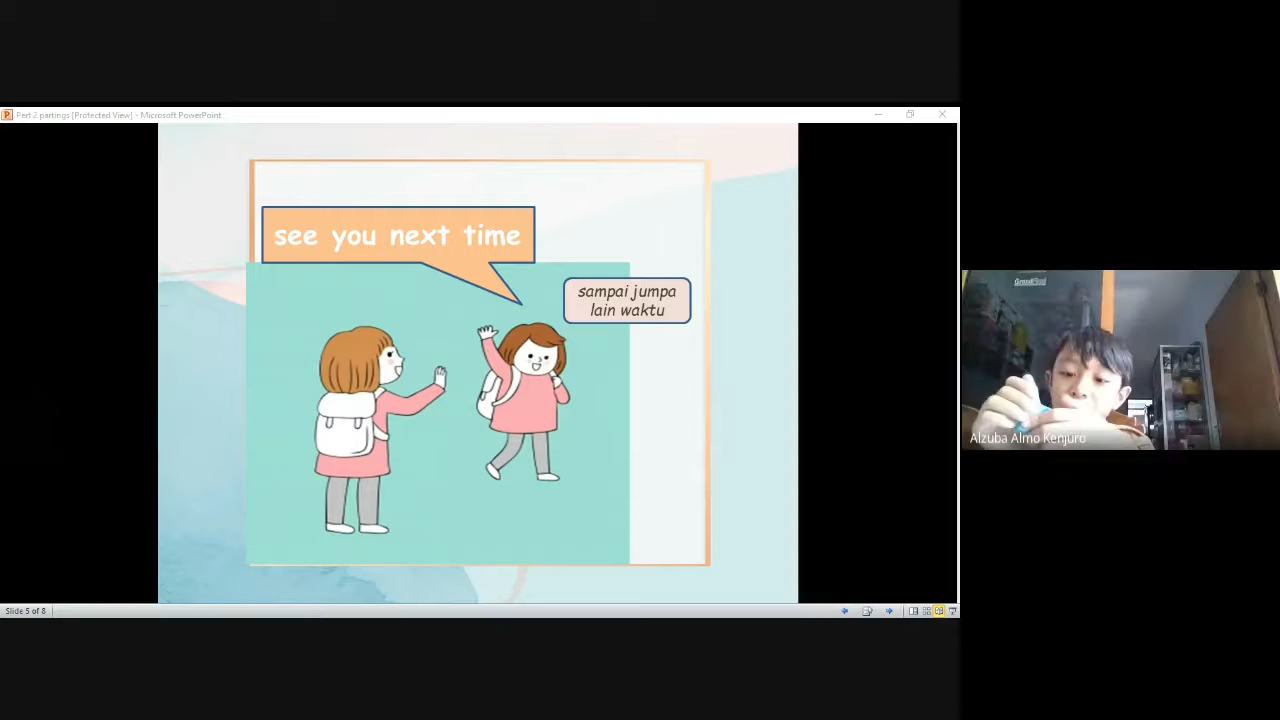 Pert 2 partings [Protected View] - Microsoft PowerPoint
see you next time
sampai jumpa
lain waktu
Alzuba Almo Kenjuro
Slide 5 of 8